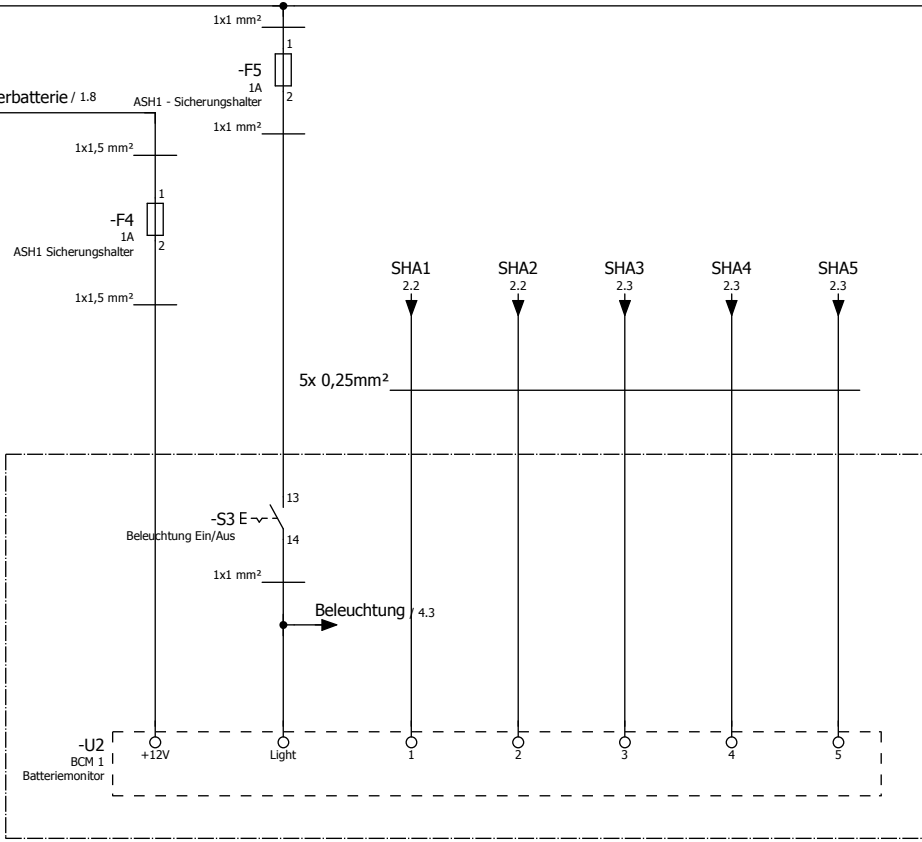 1x1 mm²
1
-F5
1A
2
ASH1 - Sicherungshalter
erbatterie / 1.8
1x1 mm²
1x1,5 mm²
1
-F4
1A
2
ASH1 Sicherungshalter
SHA1 SHA2 SHA3 SHA4 SHA5
2.2 2.2 2.3 2.3 2.3
1x1,5 mm²
5x 0,25mm²
13
-S3 E
Beleuchtung Ein/Aus
14
1x1 mm²
Beleuchtung / 4.3
-U2
BCM 1
Batteriemonitor
+12V Light 1 2 3 4 5